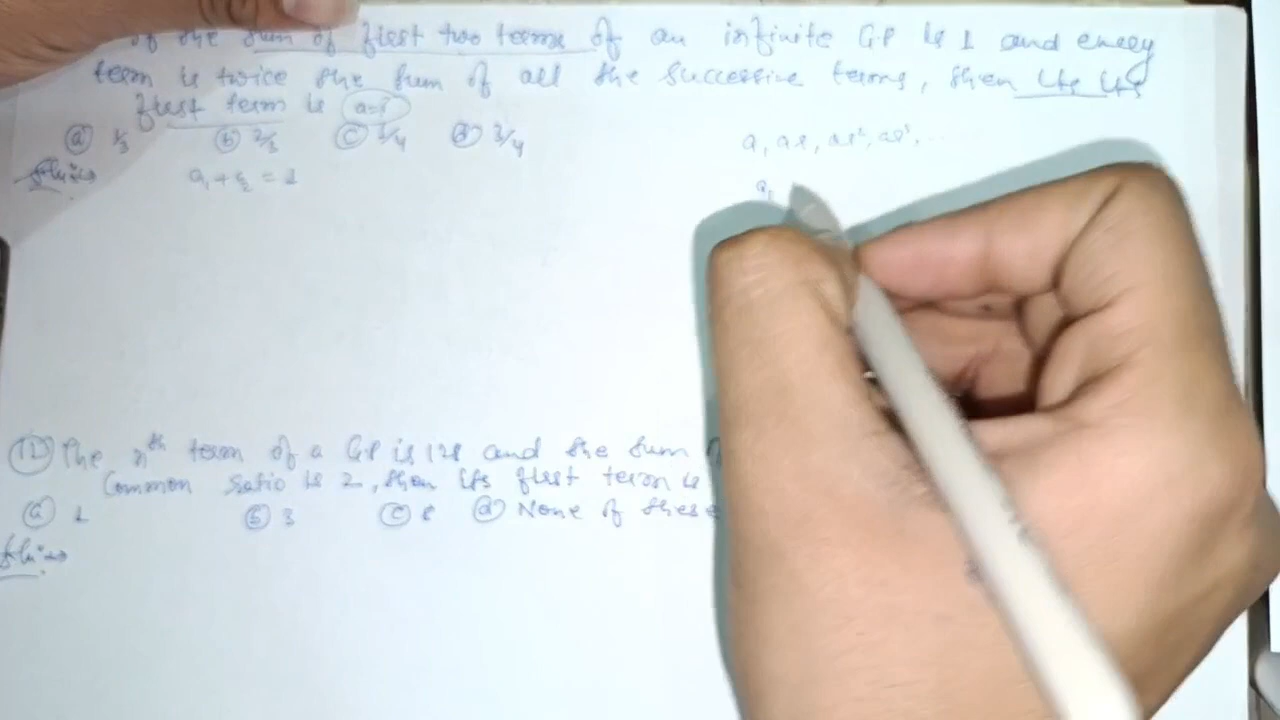 If the sum of first two terms of an infinite GP is 1 and every
term is twice the sum of all the successive terms, then its its
first term is a=?
(a) 1/3 (b) 2/3 (c) 1/4 (d) 3/4
a, ar, ar², ar³, ...
Soln:→ a₁ + a₂ = 1
a₁
(12) The nth term of a GP is 128 and the sum
Common ratio is 2, then its first term is
(a) 1 (b) 3 (c) 8 (d) None of these
Soln:→